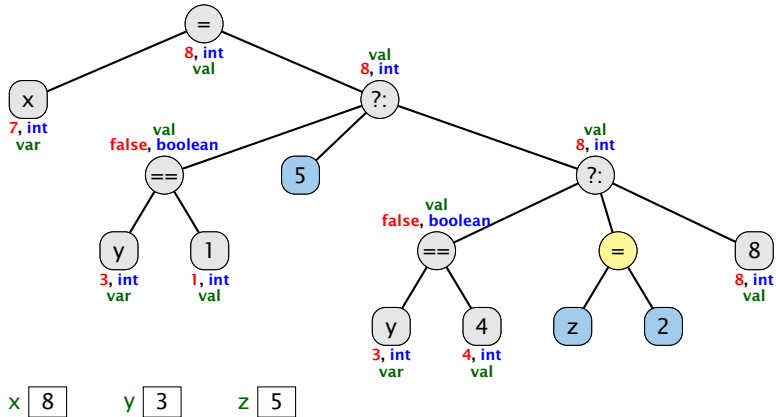 =
8, int
val
val
8, int
?:
x
7, int
var
val
false, boolean
==
5
val
8, int
?:
y
3, int
var
1
1, int
val
val
false, boolean
==
=
8
8, int
val
y
3, int
var
4
4, int
val
z
2
x 8 y 3 z 5